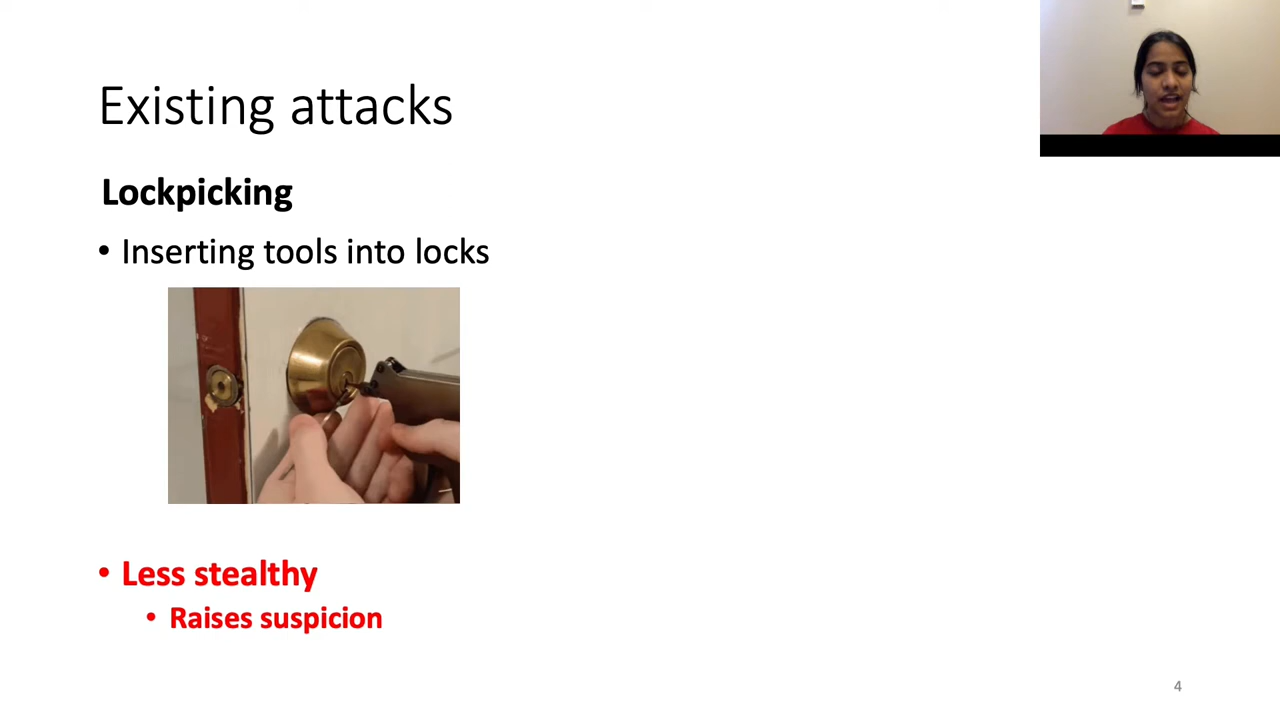 Existing attacks
Lockpicking
• Inserting tools into locks
• Less stealthy
• Raises suspicion
4